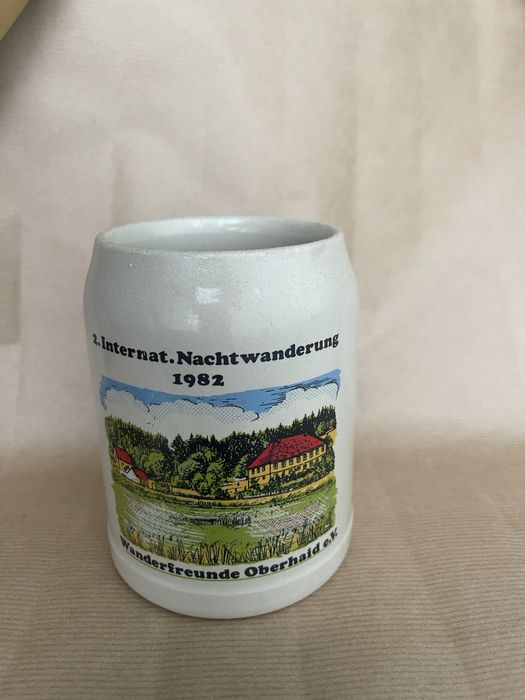 2. Internat. Nachtwanderung
1982
Wanderfreunde Oberhaid e.V.